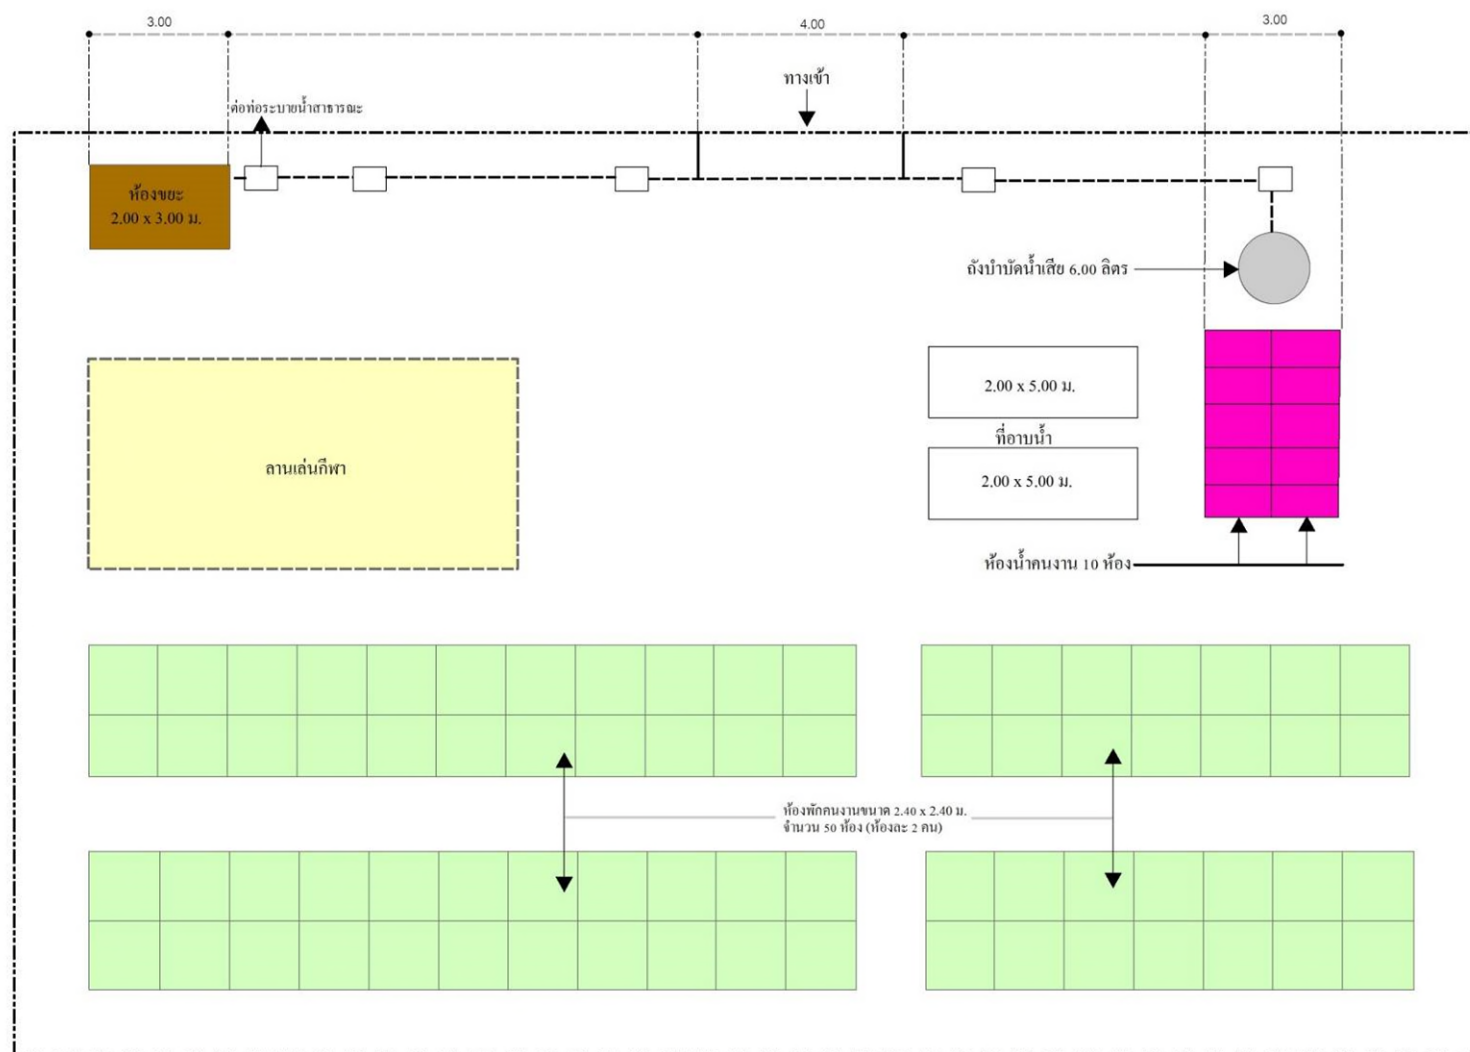 3.00
4.00
3.00
ทางเข้า
ต่อท่อระบายน้ำสาธารณะ
ห้องขยะ
2.00 x 3.00 ม.
ถังบำบัดน้ำเสีย 6.00 ลิตร
2.00 x 5.00 ม.
ที่อาบน้ำ
2.00 x 5.00 ม.
ลานเล่นกีฬา
ห้องน้ำคนงาน 10 ห้อง
ห้องพักคนงานขนาด 2.40 x 2.40 ม.
จำนวน 50 ห้อง (ห้องละ 2 คน)